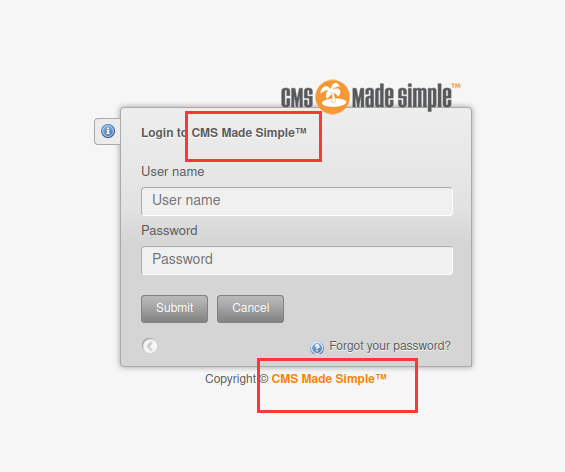 CMS Made simple™
Login to CMS Made Simple™
User name
User name
Password
Password
Submit Cancel
Forgot your password?
Copyright © CMS Made Simple™